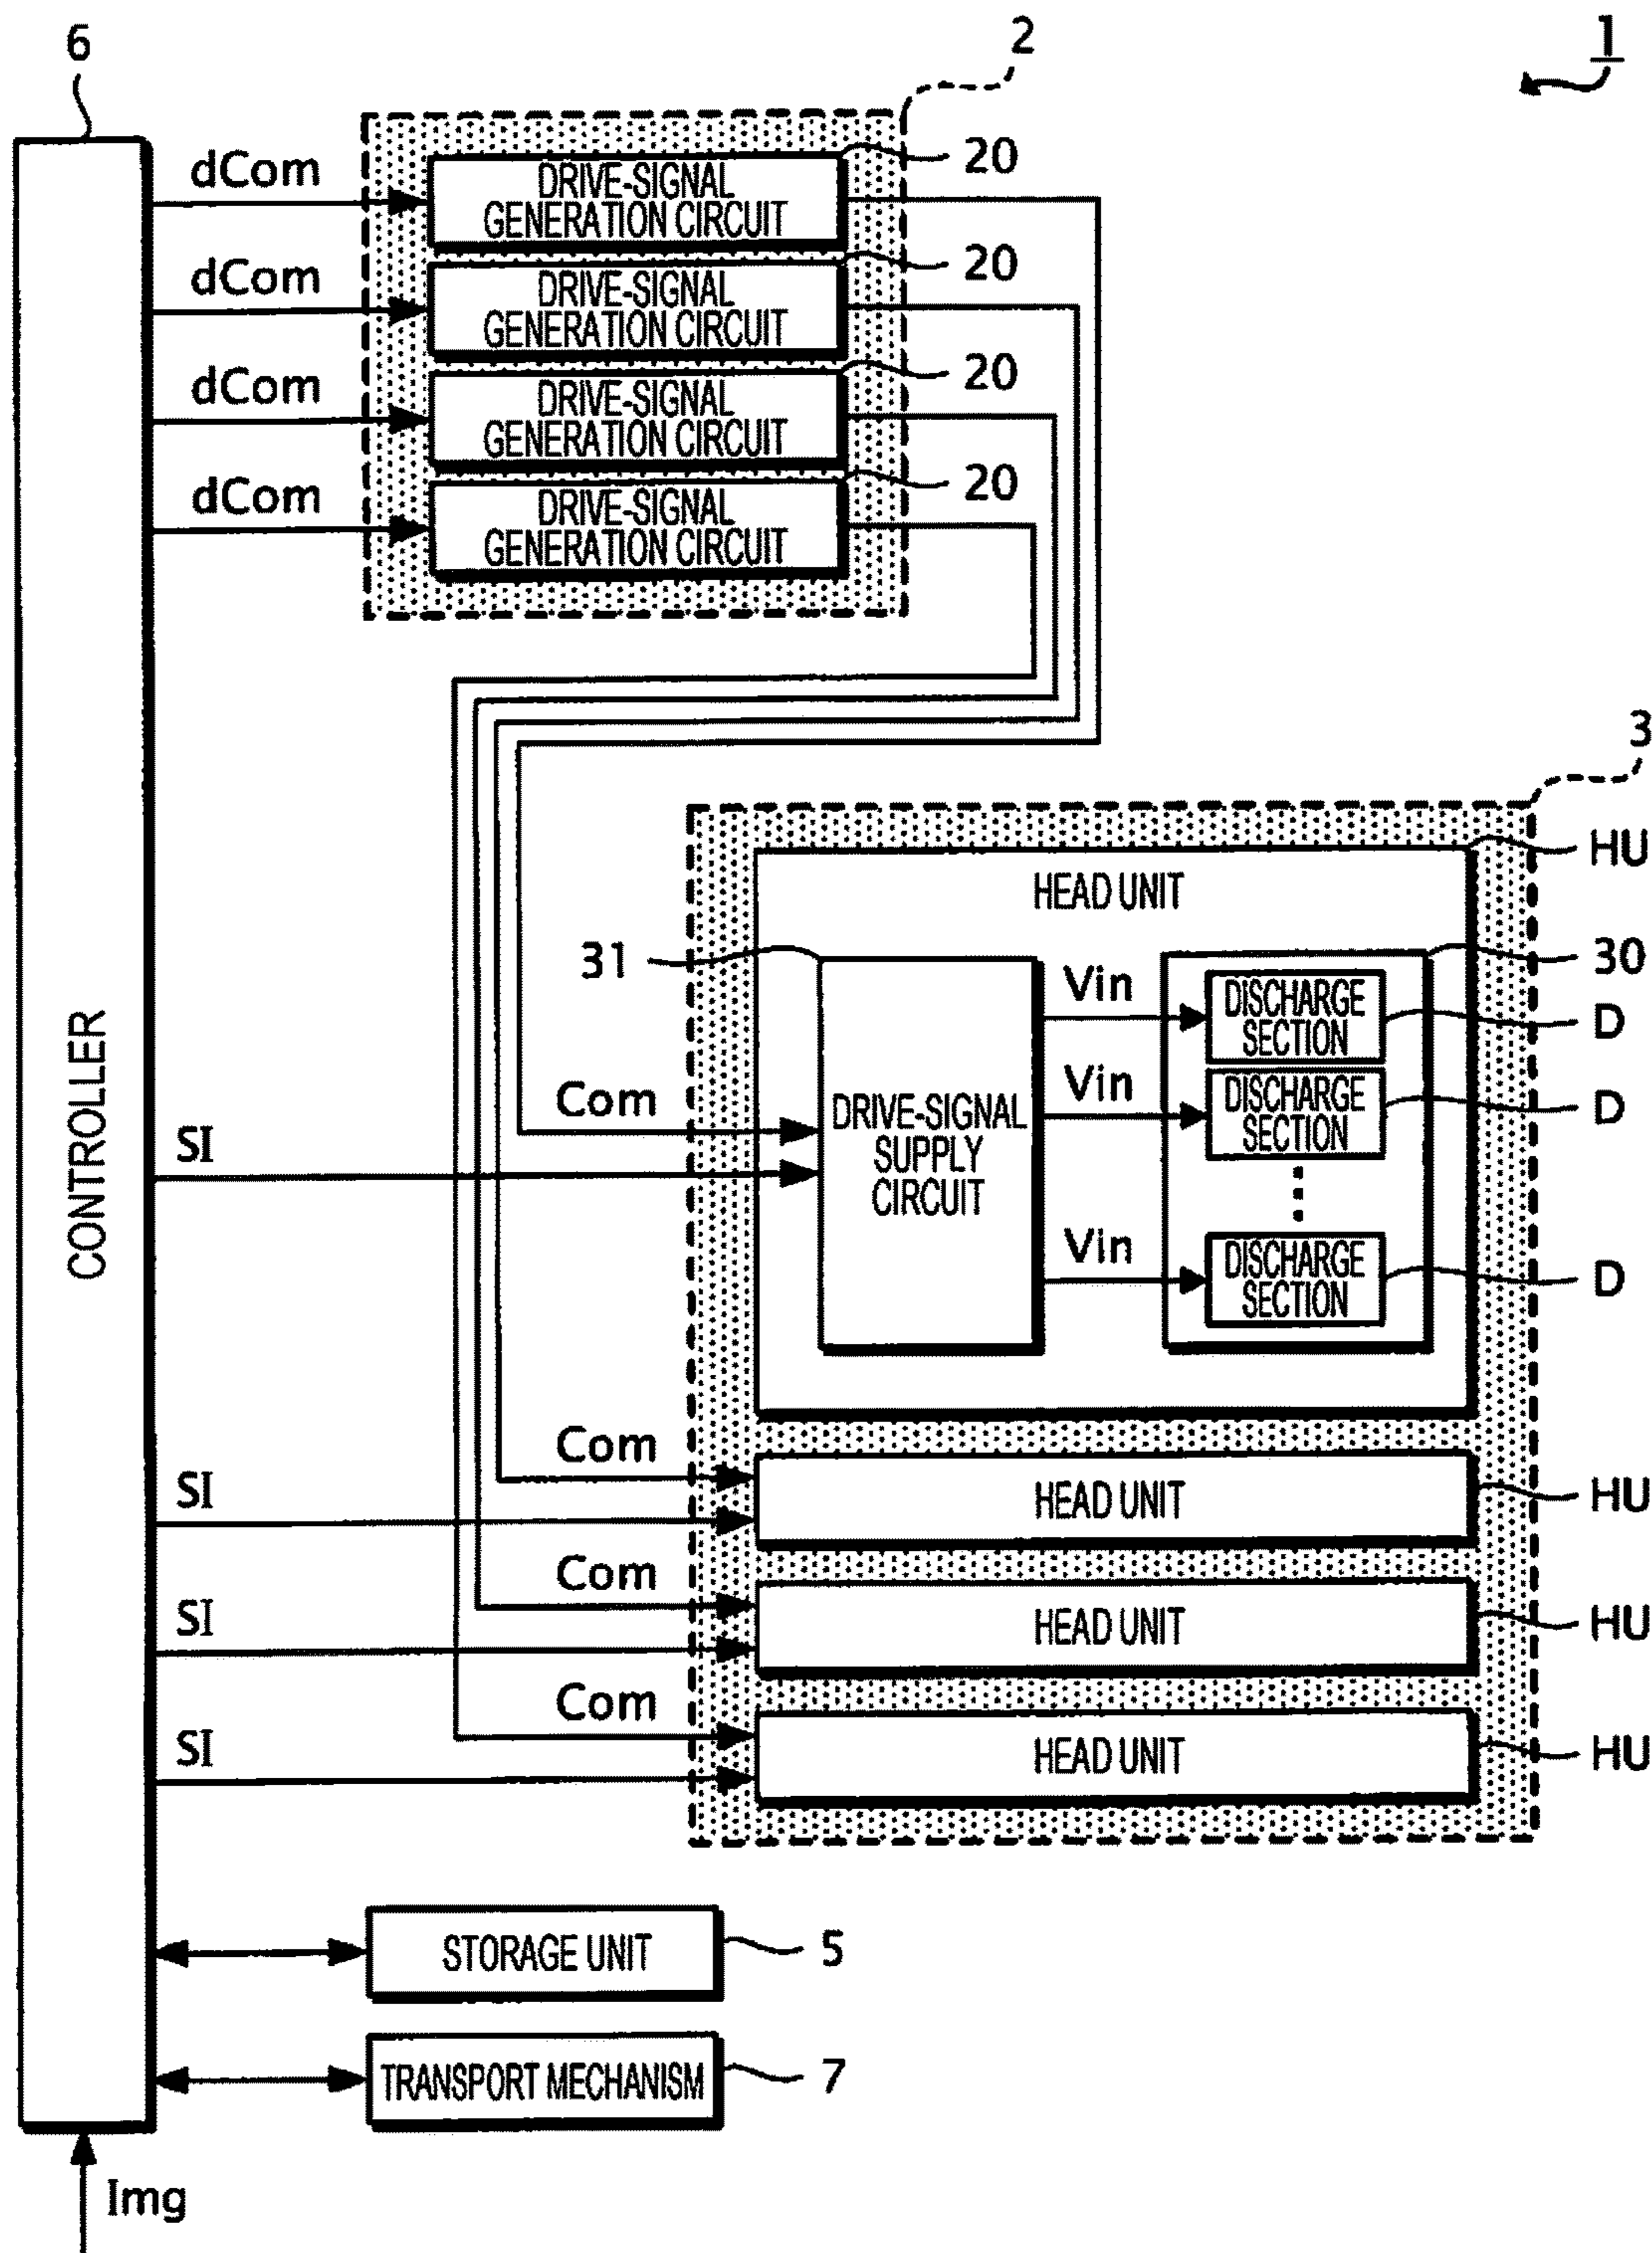 6
2
1
dCom
DRIVE-SIGNAL
GENERATION CIRCUIT
20
dCom
DRIVE-SIGNAL
GENERATION CIRCUIT
20
dCom
DRIVE-SIGNAL
GENERATION CIRCUIT
20
dCom
DRIVE-SIGNAL
GENERATION CIRCUIT
20
3
HU
HEAD UNIT
31
30
Vin
DISCHARGE
SECTION
D
Vin
DISCHARGE
SECTION
D
Vin
DISCHARGE
SECTION
D
DRIVE-SIGNAL
SUPPLY
CIRCUIT
CONTROLLER
Com
SI
Com
SI
HEAD UNIT
HU
Com
SI
HEAD UNIT
HU
Com
SI
HEAD UNIT
HU
STORAGE UNIT
5
TRANSPORT MECHANISM
7
Img